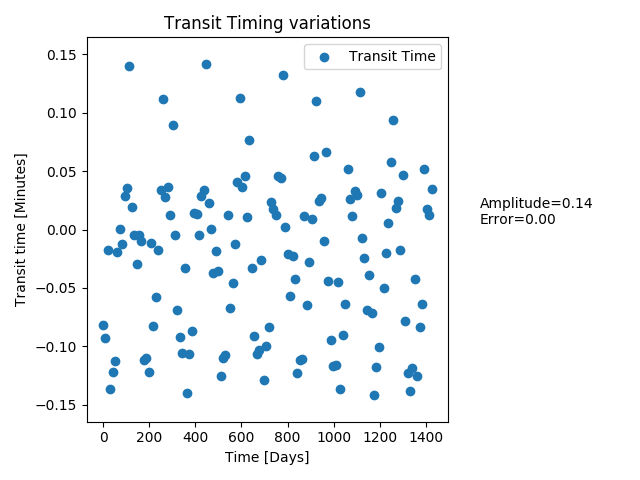 Transit Timing variations
Transit Time
0.15
0.10
0.05
0.00
−0.05
−0.10
−0.15
Transit time [Minutes]
0 200 400 600 800 1000 1200 1400
Time [Days]
Amplitude=0.14
Error=0.00